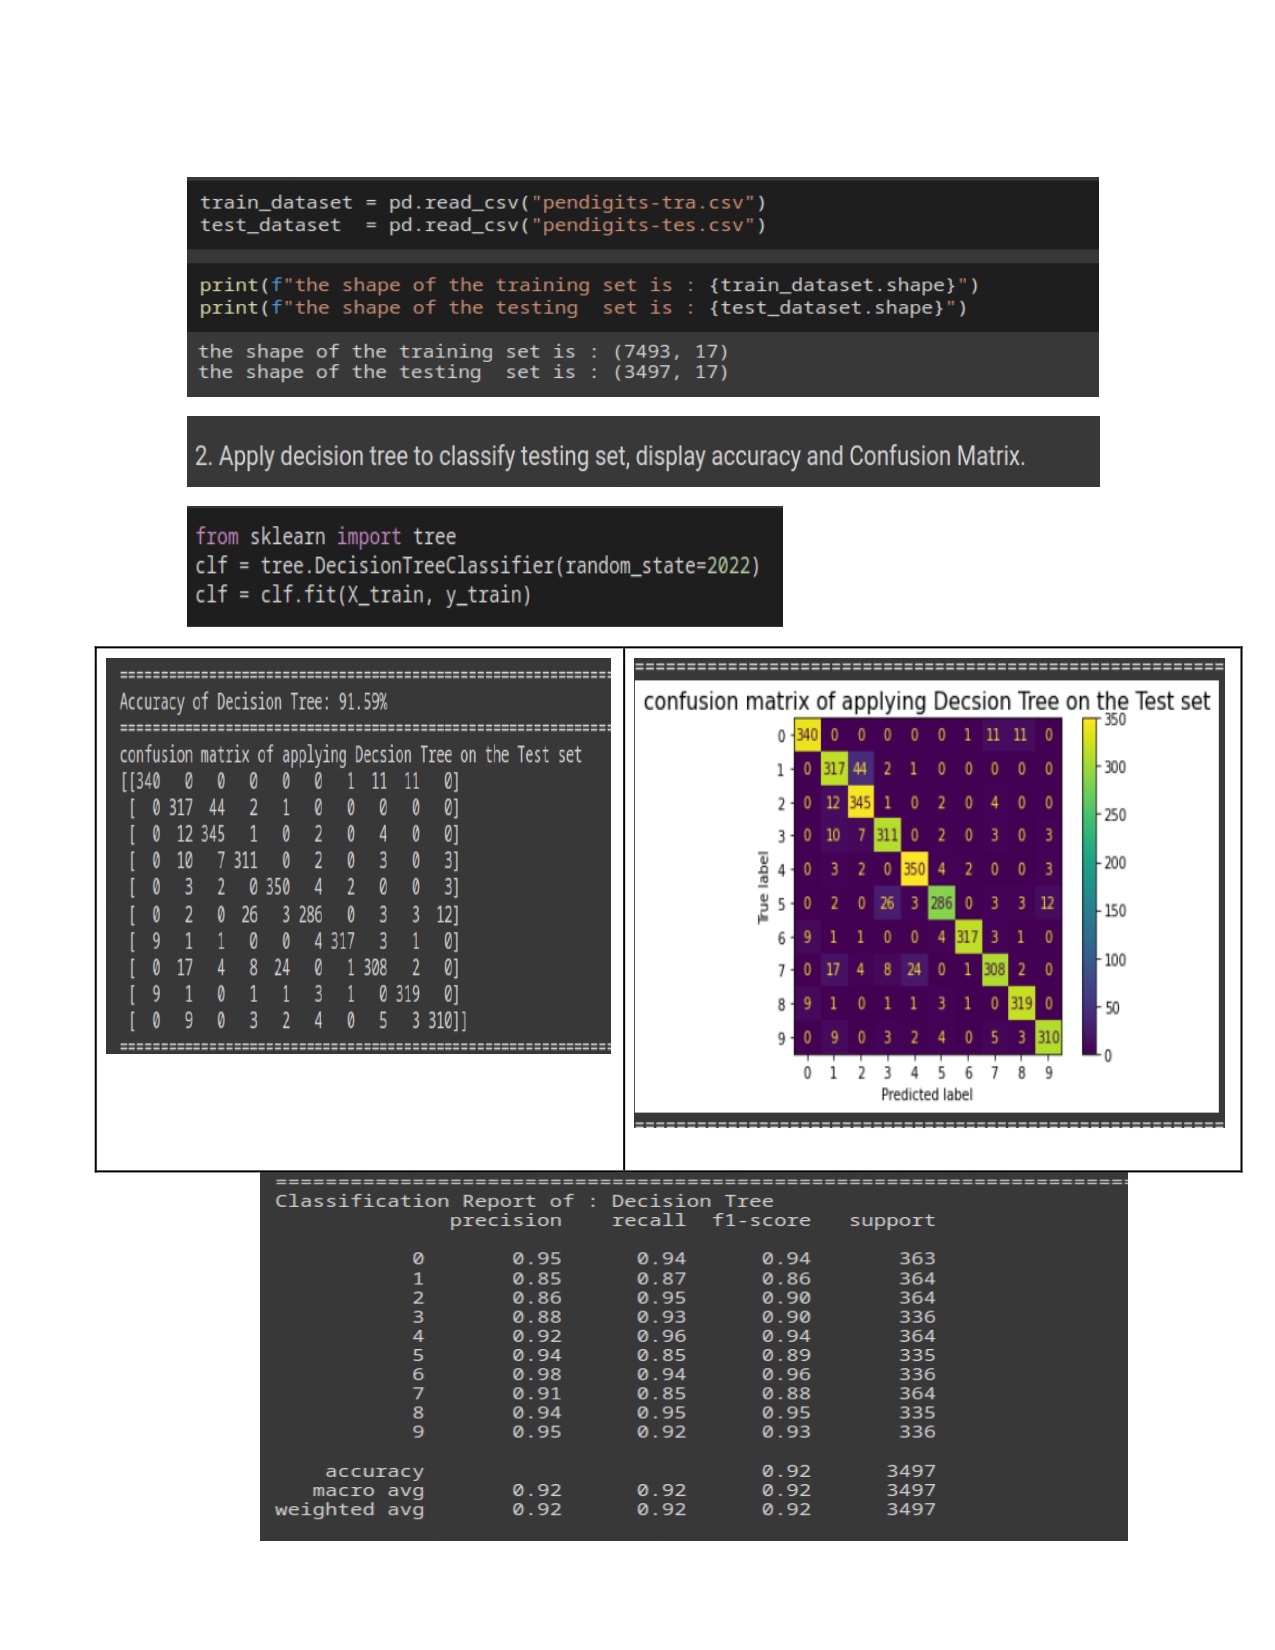 train_dataset = pd.read_csv("pendigits-tra.csv")
test_dataset  = pd.read_csv("pendigits-tes.csv")
print(f"the shape of the training set is : {train_dataset.shape}")
print(f"the shape of the testing  set is : {test_dataset.shape}")
the shape of the training set is : (7493, 17)
the shape of the testing  set is : (3497, 17)
2. Apply decision tree to classify testing set, display accuracy and Confusion Matrix.
from sklearn import tree
clf = tree.DecisionTreeClassifier(random_state=2022)
clf = clf.fit(X_train, y_train)
Accuracy of Decision Tree: 91.59%
confusion matrix of applying Decsion Tree on the Test set
[[340 0 0 0 0 0 1 11 11 0]
[ 0 317 44 2 1 0 0 0 0 0]
[ 0 12 345 1 0 2 0 4 0 0]
[ 0 10 7 311 0 2 0 3 0 3]
[ 0 3 2 0 350 4 2 0 0 3]
[ 0 2 0 26 3 286 0 3 3 12]
[ 9 1 1 0 0 4 317 3 1 0]
[ 0 17 4 8 24 0 1 308 2 0]
[ 9 1 0 1 1 3 1 0 319 0]
[ 0 9 0 3 2 4 0 5 3 310]]
confusion matrix of applying Decsion Tree on the Test set
True label
0 340 0 0 0 0 0 1 11 11 0
1 0 317 44 2 1 0 0 0 0 0
2 0 12 345 1 0 2 0 4 0 0
3 0 10 7 311 0 2 0 3 0 3
4 0 3 2 0 350 4 2 0 0 3
5 0 2 0 26 3 286 0 3 3 12
6 9 1 1 0 0 4 317 3 1 0
7 0 17 4 8 24 0 1 308 2 0
8 9 1 0 1 1 3 1 0 319 0
9 0 9 0 3 2 4 0 5 3 310
0 1 2 3 4 5 6 7 8 9
Predicted label
350
300
250
200
150
100
50
0
Classification Report of : Decision Tree
precision recall f1-score support
0 0.95 0.94 0.94 363
1 0.85 0.87 0.86 364
2 0.86 0.95 0.90 364
3 0.88 0.93 0.90 336
4 0.92 0.96 0.94 364
5 0.94 0.85 0.89 335
6 0.98 0.94 0.96 336
7 0.91 0.85 0.88 364
8 0.94 0.95 0.95 335
9 0.95 0.92 0.93 336
accuracy 0.92 3497
macro avg 0.92 0.92 0.92 3497
weighted avg 0.92 0.92 0.92 3497